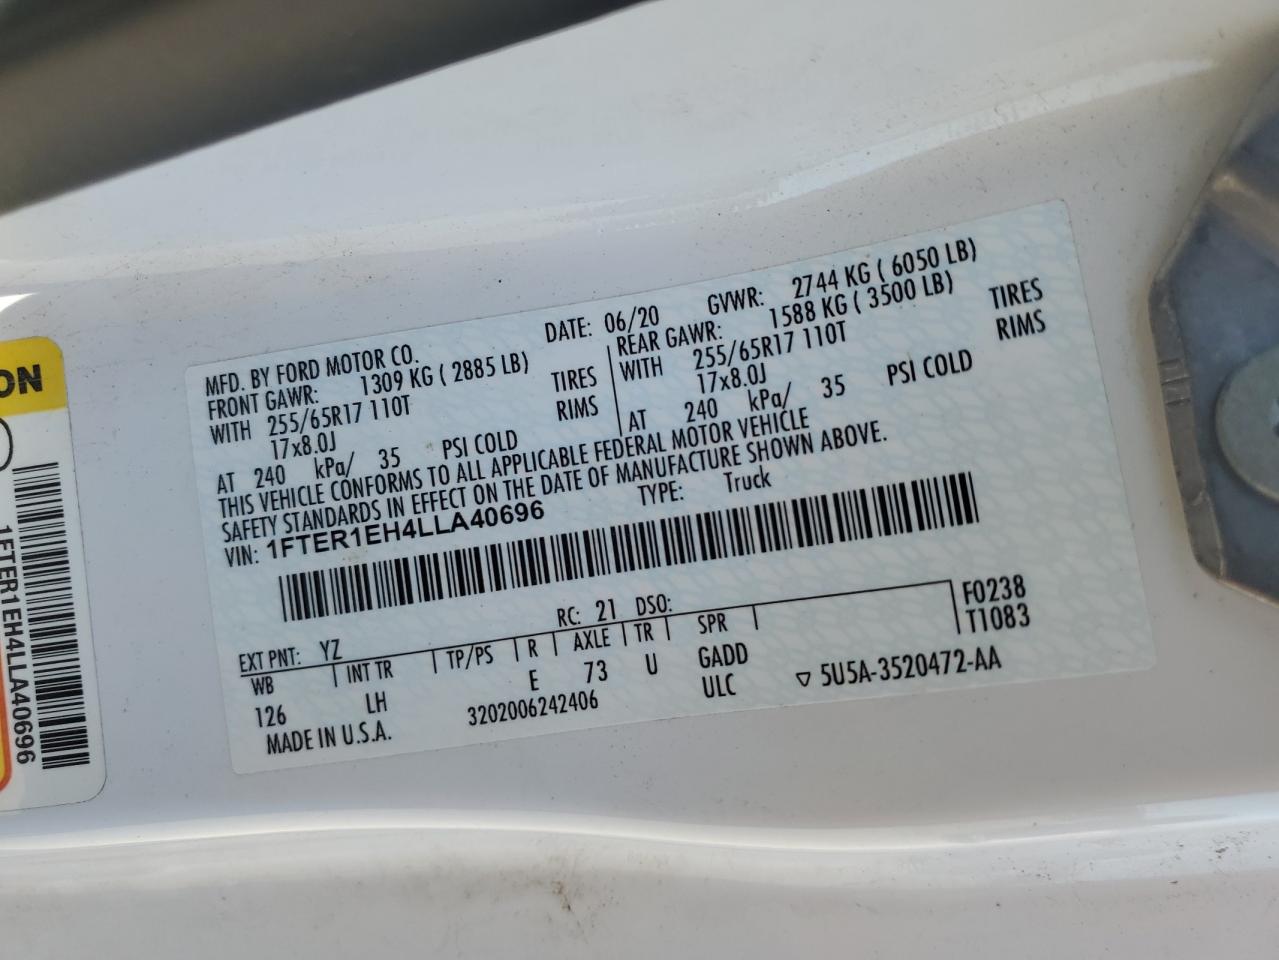 MFD. BY FORD MOTOR CO. DATE: 06/20 GVWR: 2744 KG ( 6050 LB)
FRONT GAWR: 1309 KG ( 2885 LB) REAR GAWR: 1588 KG ( 3500 LB)
WITH 255/65R17 110T TIRES WITH 255/65R17 110T TIRES
17x8.0J RIMS 17x8.0J RIMS
AT 240 kPa/ 35 PSI COLD AT 240 kPa/ 35 PSI COLD
THIS VEHICLE CONFORMS TO ALL APPLICABLE FEDERAL MOTOR VEHICLE
SAFETY STANDARDS IN EFFECT ON THE DATE OF MANUFACTURE SHOWN ABOVE.
VIN: 1FTER1EH4LLA40696 TYPE: Truck
F0238
EXT PNT: YZ RC: 21 DSO: T1083
WB INT TR TP/PS R AXLE TR SPR
126 LH E 73 U GADD
MADE IN U.S.A. 3202006242406 ULC ▽ 5U5A-3520472-AA
ON
1FTER1EH4LLA40696